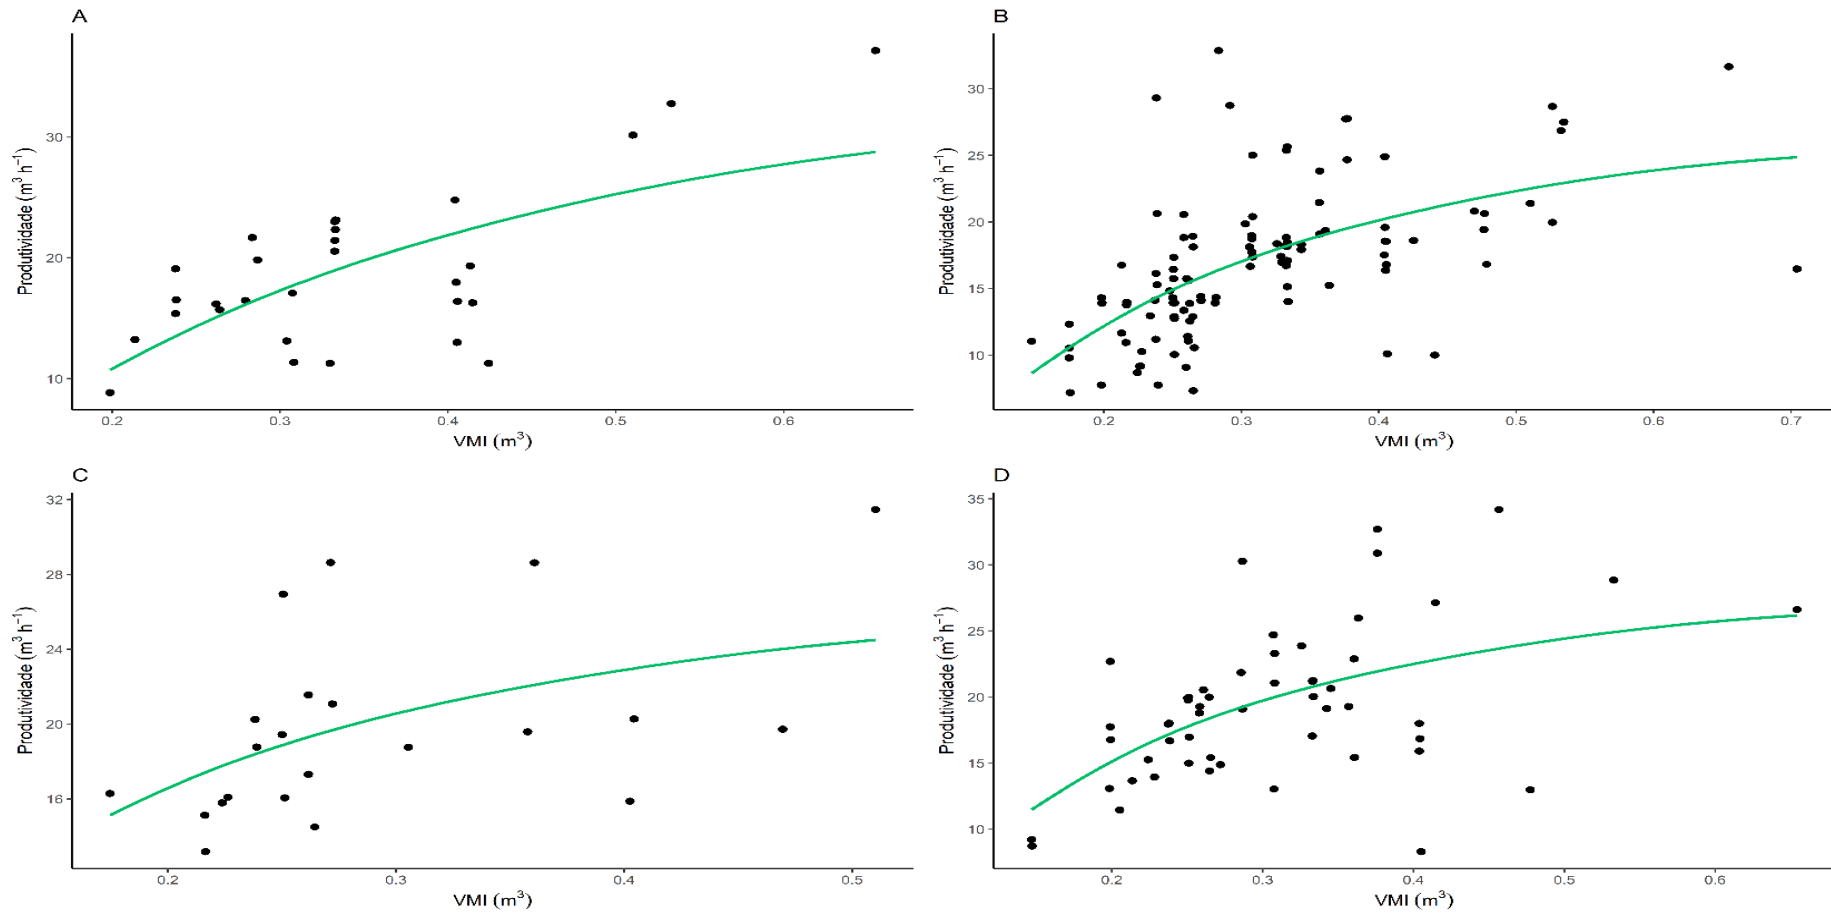 A
Produtividade (m³ h⁻¹)
30
20
10
0.2 0.3 0.4 0.5 0.6
VMI (m³)
B
Produtividade (m³ h⁻¹)
30
25
20
15
10
0.2 0.3 0.4 0.5 0.6 0.7
VMI (m³)
C
Produtividade (m³ h⁻¹)
32
28
24
20
16
0.2 0.3 0.4 0.5
VMI (m³)
D
Produtividade (m³ h⁻¹)
35
30
25
20
15
10
0.2 0.3 0.4 0.5 0.6
VMI (m³)